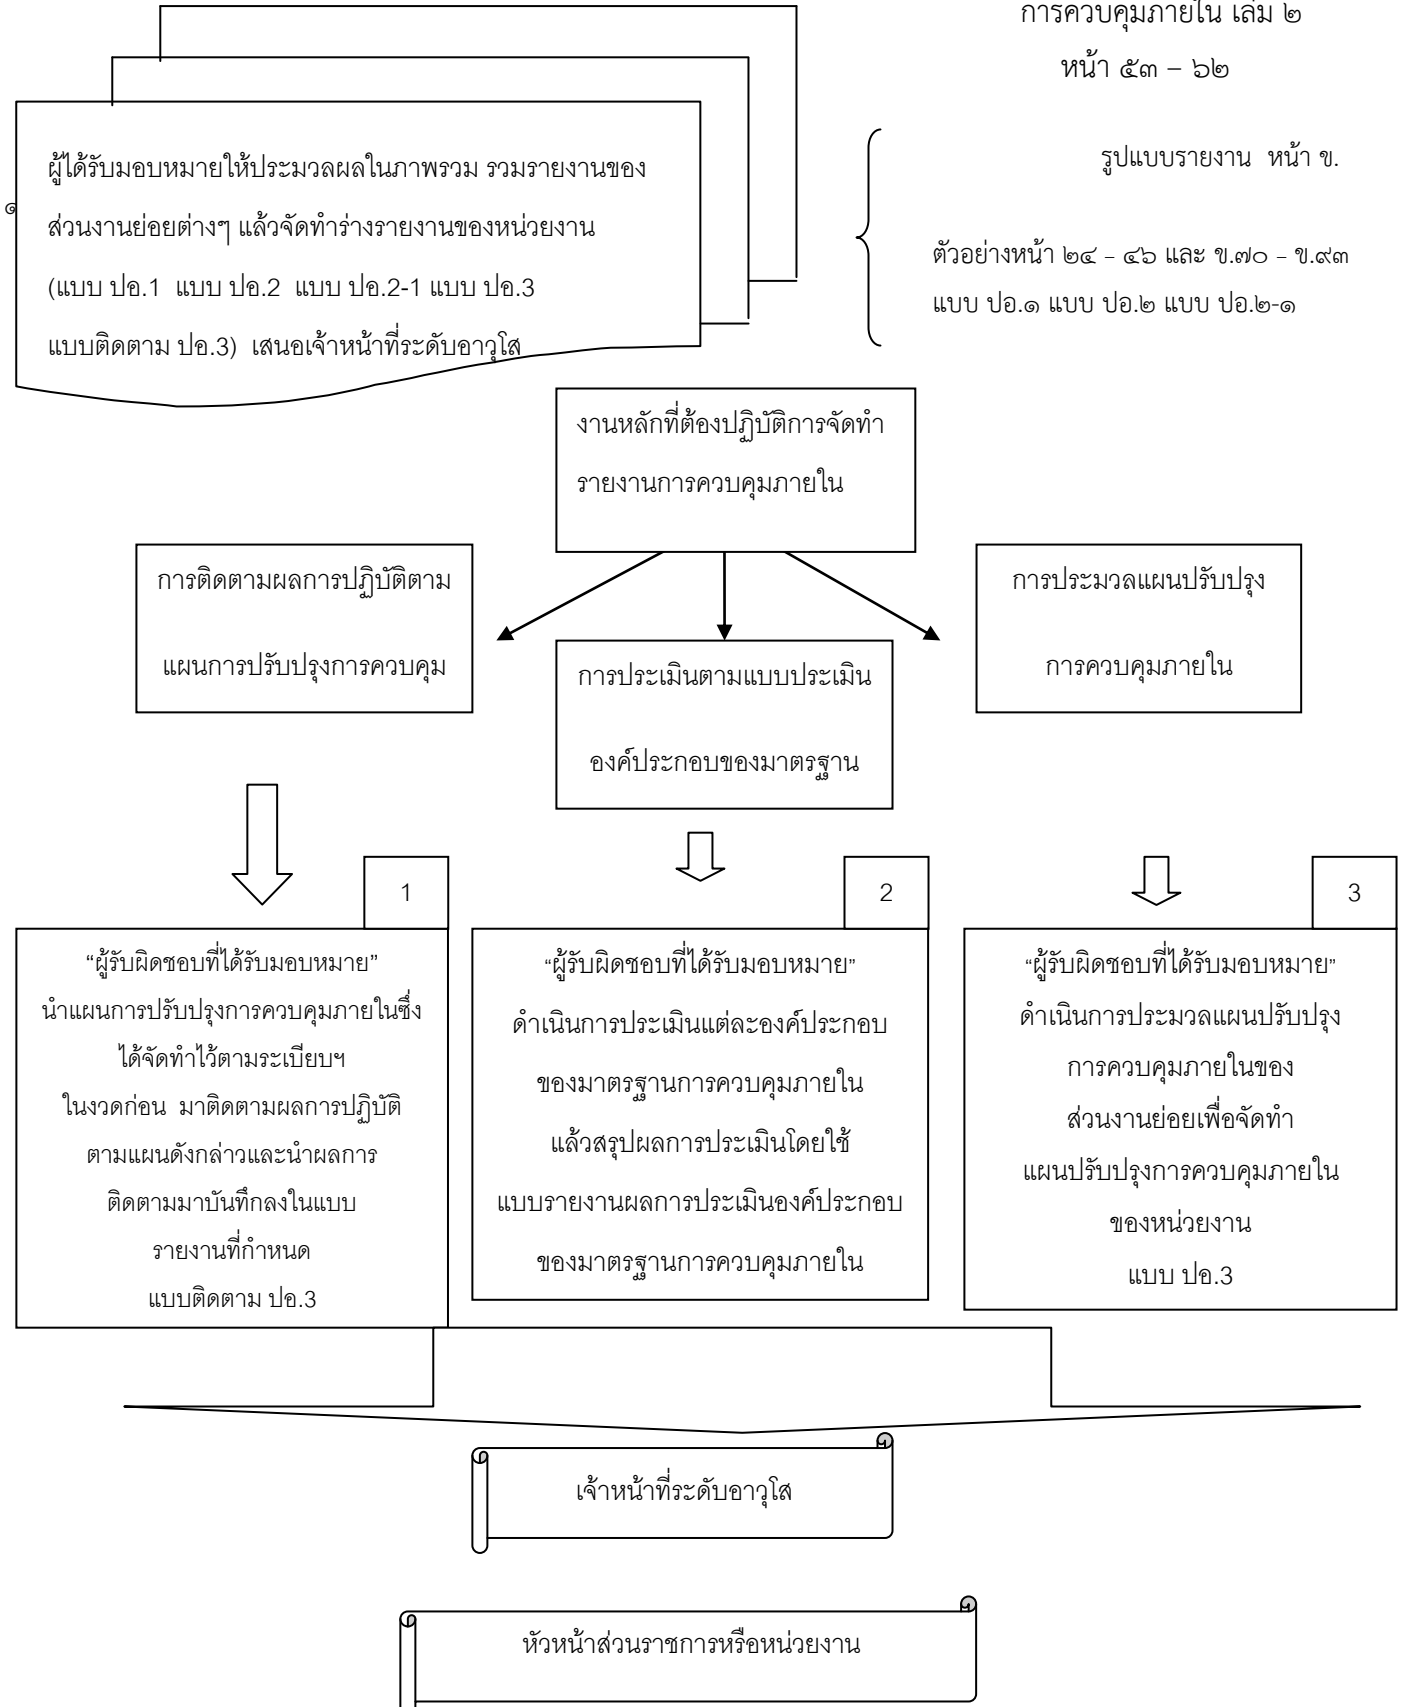 การควบคุมภายใน เล่ม ๒
หน้า ๕๓ – ๖๒
ผู้ได้รับมอบหมายให้ประมวลผลในภาพรวม รวมรายงานของ
ส่วนงานย่อยต่างๆ แล้วจัดทำร่างรายงานของหน่วยงาน
(แบบ ปอ.1 แบบ ปอ.2 แบบ ปอ.2-1 แบบ ปอ.3
แบบติดตาม ปอ.3) เสนอเจ้าหน้าที่ระดับอาวุโส
๑
รูปแบบรายงาน หน้า ข.
ตัวอย่างหน้า ๒๔ - ๔๖ และ ข.๗๐ - ข.๙๓
แบบ ปอ.๑ แบบ ปอ.๒ แบบ ปอ.๒-๑
งานหลักที่ต้องปฏิบัติการจัดทำ
รายงานการควบคุมภายใน
การติดตามผลการปฏิบัติตาม
แผนการปรับปรุงการควบคุม
การประเมินตามแบบประเมิน
องค์ประกอบของมาตรฐาน
การประมวลแผนปรับปรุง
การควบคุมภายใน
1
“ผู้รับผิดชอบที่ได้รับมอบหมาย”
นำแผนการปรับปรุงการควบคุมภายในซึ่ง
ได้จัดทำไว้ตามระเบียบฯ
ในงวดก่อน มาติดตามผลการปฏิบัติ
ตามแผนดังกล่าวและนำผลการ
ติดตามมาบันทึกลงในแบบ
รายงานที่กำหนด
แบบติดตาม ปอ.3
2
“ผู้รับผิดชอบที่ได้รับมอบหมาย”
ดำเนินการประเมินแต่ละองค์ประกอบ
ของมาตรฐานการควบคุมภายใน
แล้วสรุปผลการประเมินโดยใช้
แบบรายงานผลการประเมินองค์ประกอบ
ของมาตรฐานการควบคุมภายใน
3
“ผู้รับผิดชอบที่ได้รับมอบหมาย”
ดำเนินการประมวลแผนปรับปรุง
การควบคุมภายในของ
ส่วนงานย่อยเพื่อจัดทำ
แผนปรับปรุงการควบคุมภายใน
ของหน่วยงาน
แบบ ปอ.3
เจ้าหน้าที่ระดับอาวุโส
หัวหน้าส่วนราชการหรือหน่วยงาน